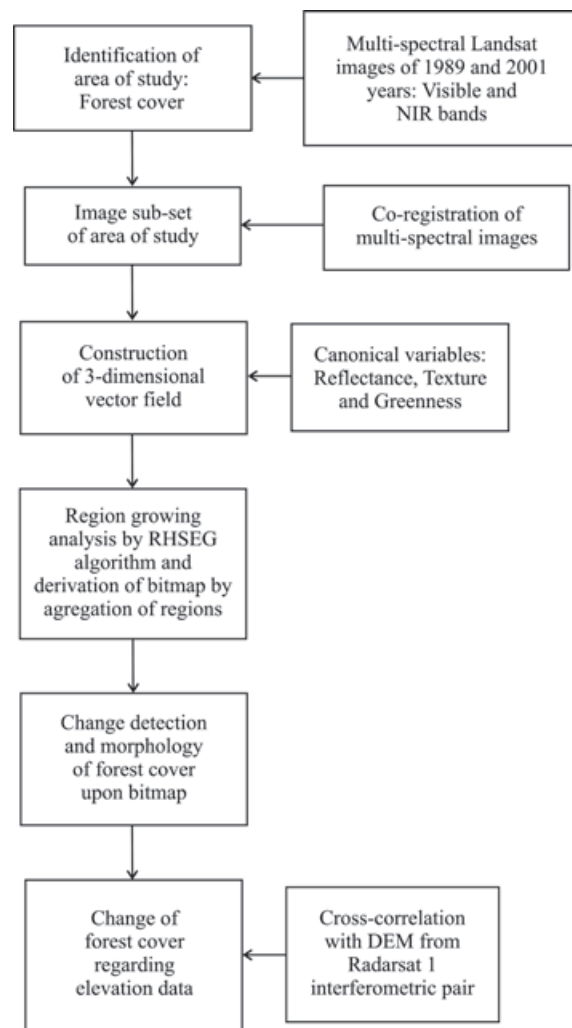 Identification of
area of study:
Forest cover
Multi-spectral Landsat
images of 1989 and 2001
years: Visible and
NIR bands
Image sub-set
of area of study
Co-registration of
multi-spectral images
Construction
of 3-dimensional
vector field
Canonical variables:
Reflectance, Texture
and Greenness
Region growing
analysis by RHSEG
algorithm and
derivation of bitmap by
agregation of regions
Change detection
and morphology
of forest cover
upon bitmap
Change of
forest cover
regarding
elevation data
Cross-correlation
with DEM from
Radarsat 1
interferometric pair